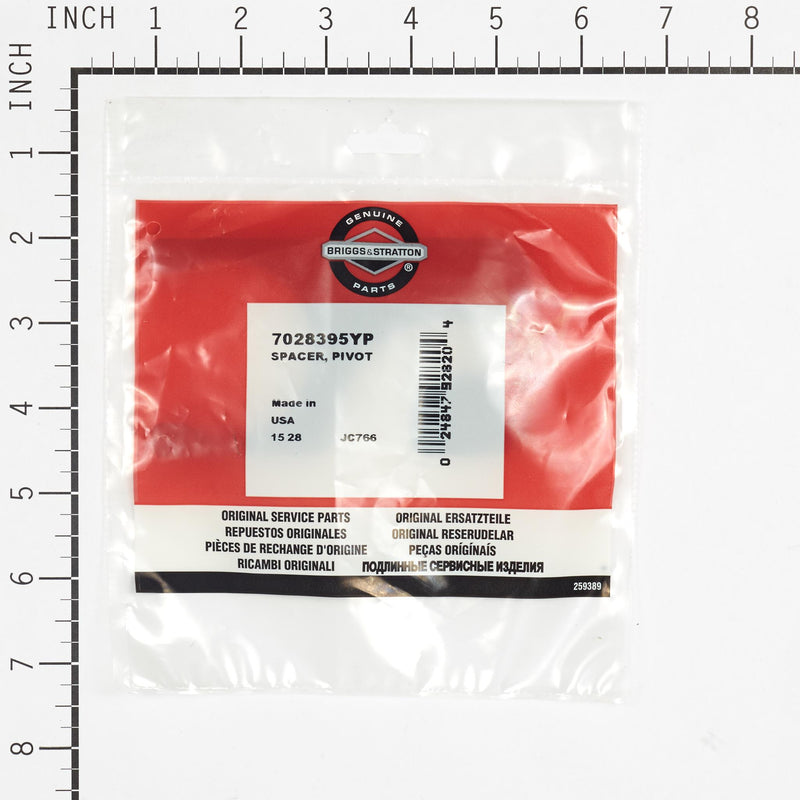 INCH 1 2 3 4 5 6 7 8
INCH
1
2
3
4
5
6
7
8
GENUINE
BRIGGS&STRATTON
®
PARTS
7028395YP
SPACER, PIVOT
Made in
USA
15 28 JC766
0 24847 92820 4
ORIGINAL SERVICE PARTS ORIGINAL ERSATZTEILE
REPUESTOS ORIGINALES ORIGINAL RESERUDELAR
PIÈCES DE RECHANGE D'ORIGINE PEÇAS ORÍGÍNAÍS
RICAMBI ORIGINALI ПОДЛИННЫЕ СЕРВИСНЫЕ ИЗДЕЛИЯ
259389